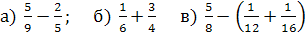 а) 5/9 − 2/5; б) 1/6 + 3/4 в) 5/8 − (1/12 + 1/16)